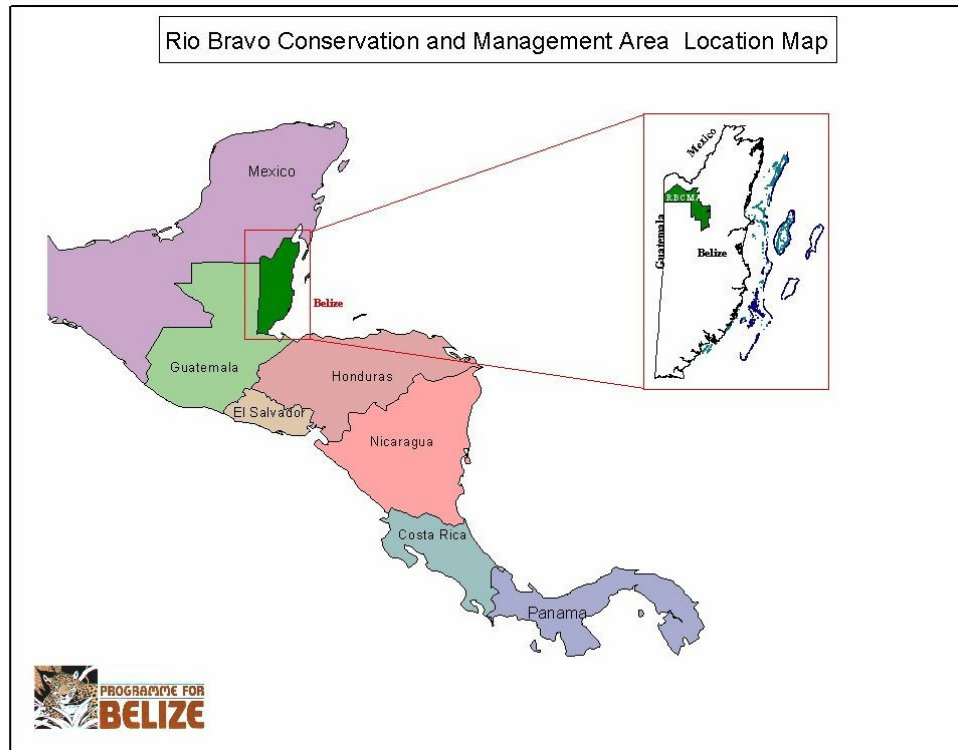 Rio Bravo Conservation and Management Area Location Map
Mexico
Belize
Guatemala
Honduras
El Salvador
Nicaragua
Costa Rica
Panama
Mexico
RBCMA
Guatemala
Belize
PROGRAMME FOR
BELIZE